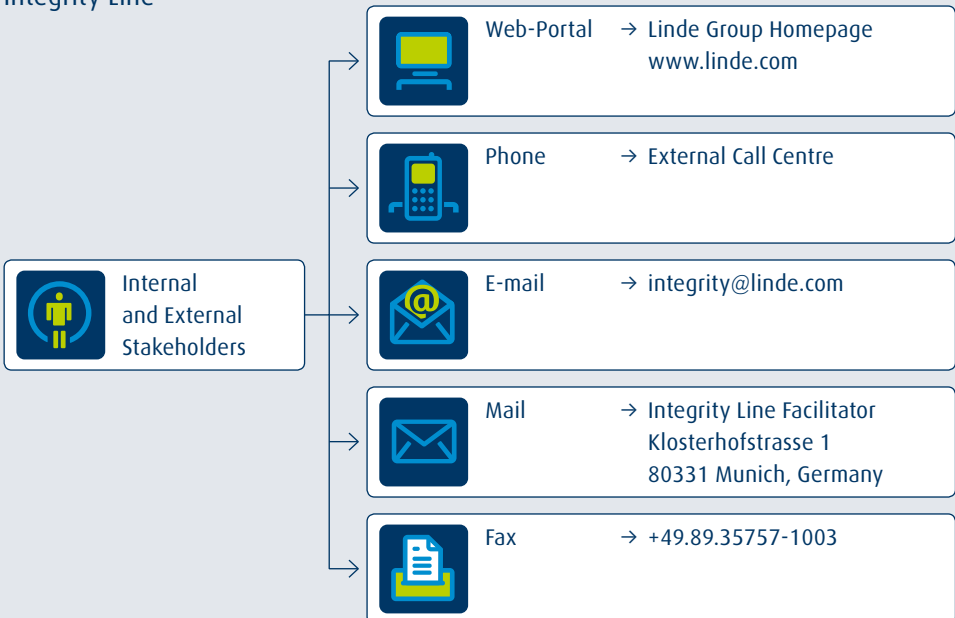 Integrity Line
Web-Portal → Linde Group Homepage
www.linde.com
Phone → External Call Centre
Internal
and External
Stakeholders
E-mail → integrity@linde.com
Mail → Integrity Line Facilitator
Klosterhofstrasse 1
80331 Munich, Germany
Fax → +49.89.35757-1003